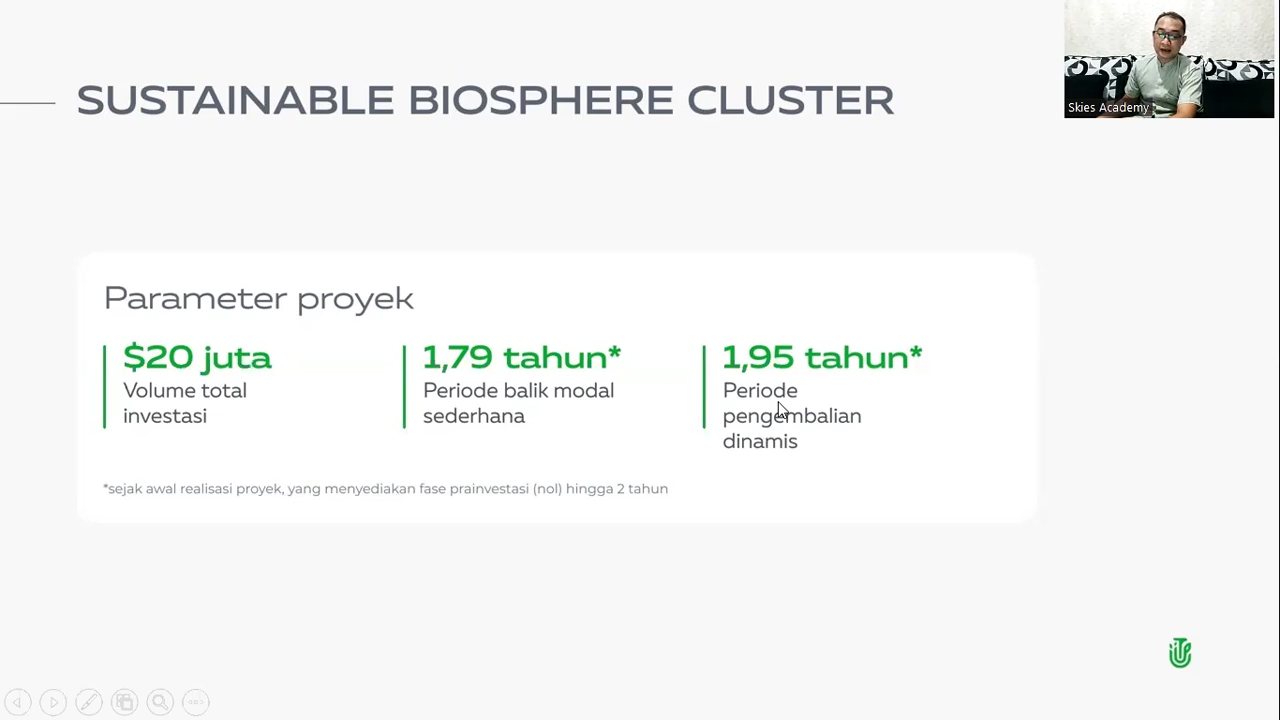 SUSTAINABLE BIOSPHERE CLUSTER
Skies Academy
Parameter proyek
$20 juta
Volume total
investasi
1,79 tahun*
Periode balik modal
sederhana
1,95 tahun*
Periode
pengembalian
dinamis
*sejak awal realisasi proyek, yang menyediakan fase prainvestasi (nol) hingga 2 tahun